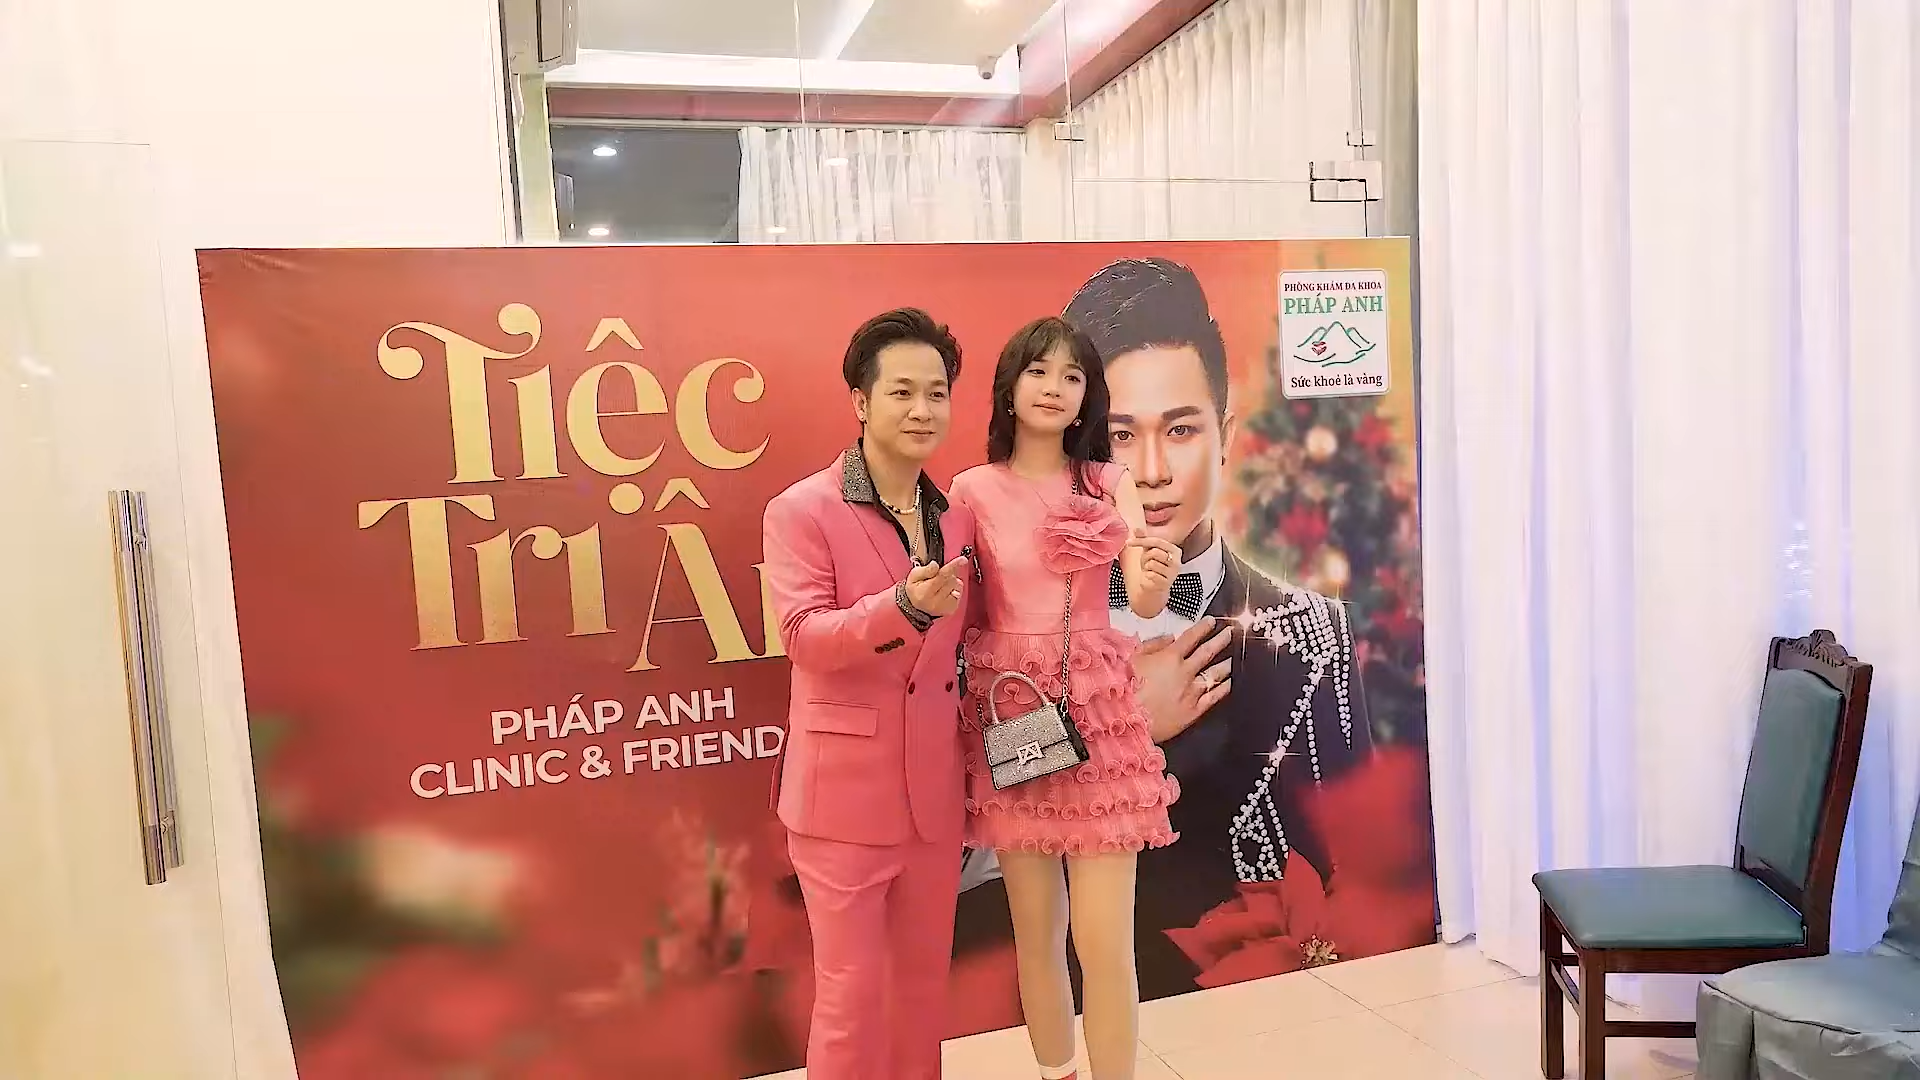 Tiệc
Tri Â
PHÁP ANH
CLINIC & FRIEND
PHÒNG KHÁM ĐA KHOA
PHÁP ANH
Sức khoẻ là vàng